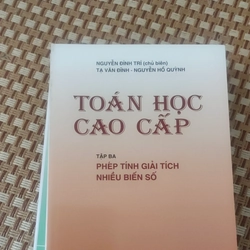 NGUYỄN ĐÌNH TRÍ (chủ biên)
TẠ VĂN ĐĨNH - NGUYỄN HỒ QUỲNH
TOÁN HỌC
CAO CẤP
TẬP BA
PHÉP TÍNH GIẢI TÍCH
NHIỀU BIẾN SỐ